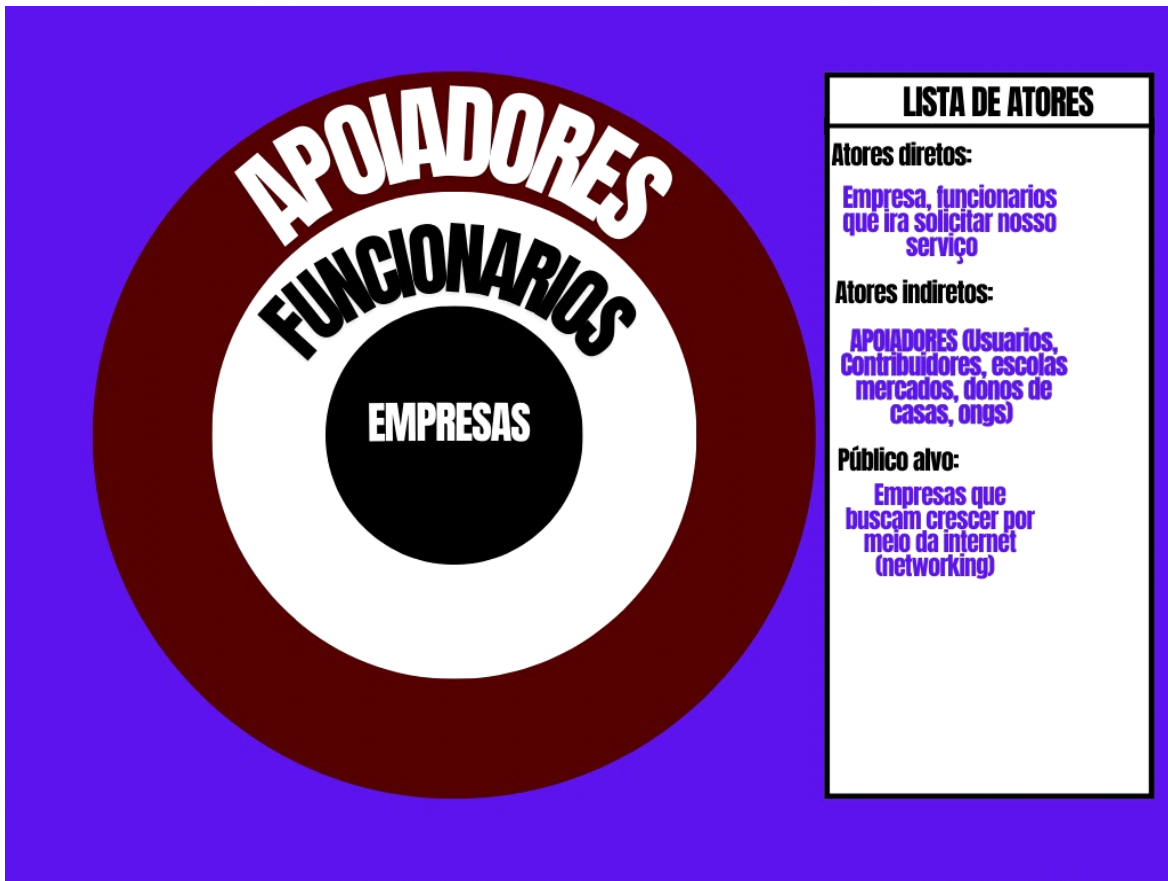 APOIADORES
FUNCIONARIOS
EMPRESAS
LISTA DE ATORES
Atores diretos:
Empresa, funcionarios
que ira solicitar nosso
serviço
Atores indiretos:
APOIADORES (Usuarios,
Contribuidores, escolas
mercados, donos de
casas, ongs)
Público alvo:
Empresas que
buscam crescer por
meio da internet
(networking)